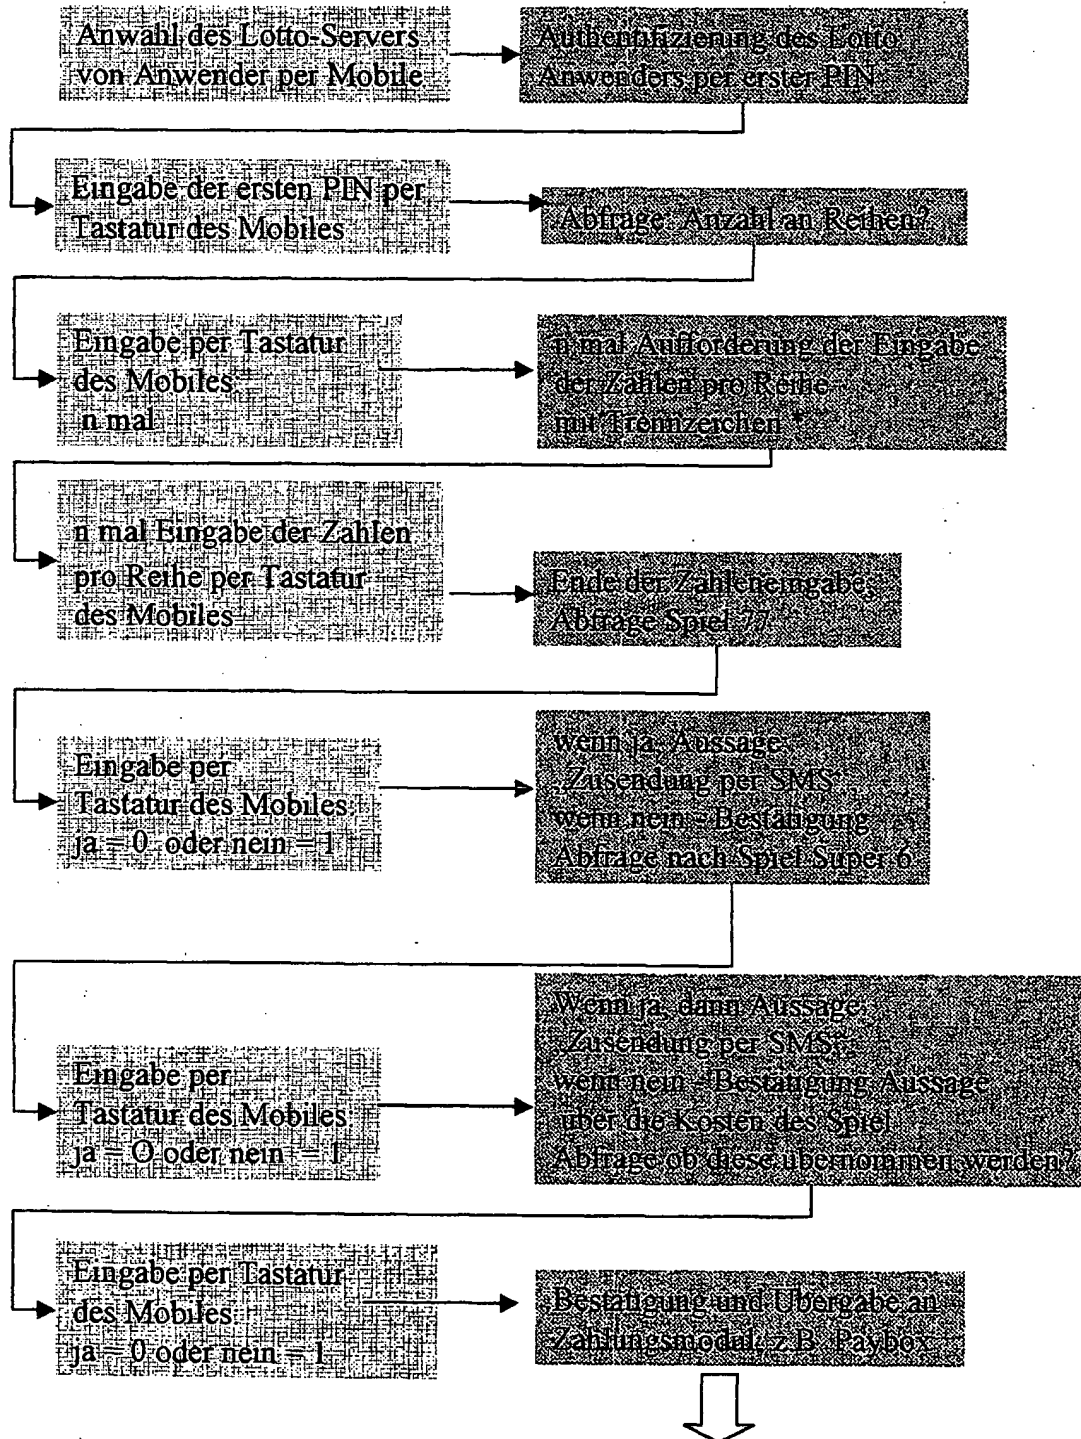 Anwahl des Lotto-Servers
von Anwender per Mobile
Authentifizierung des Lotto
Anwenders per erster PIN
Eingabe der ersten PIN per
Tastatur des Mobiles
Abfrage Anzahl an Reihen?
Eingabe per Tastatur
des Mobiles
n mal
n mal Aufforderung der Eingabe
der Zahlen pro Reihe
mit Trennzeichen *
n mal Eingabe der Zahlen
pro Reihe per Tastatur
des Mobiles
Ende der Zahleneingabe,
Abfrage Spiel 77
Eingabe per
Tastatur des Mobiles
ja = 0 oder nein = 1
wenn ja, Aussage
„Zusendung per SMS“
wenn nein - Bestätigung
Abfrage nach Spiel Super 6
Eingabe per
Tastatur des Mobiles
ja = O oder nein = 1
Wenn ja, dann Aussage
„Zusendung per SMS“
wenn nein - Bestätigung Aussage
über die Kosten des Spiel
Abfrage ob diese übernommen werden?
Eingabe per Tastatur
des Mobiles
ja = 0 oder nein = 1
Bestätigung und Übergabe an
Zahlungsmodul, z.B. Paybox